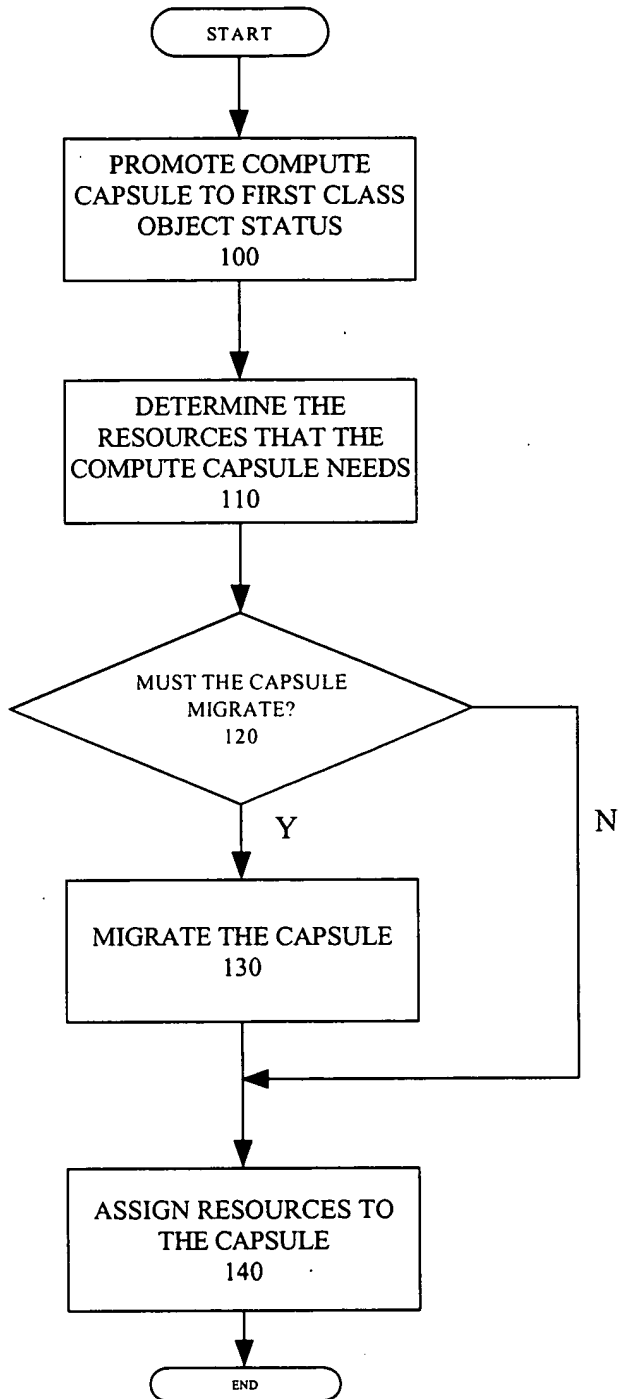 START
PROMOTE COMPUTE
CAPSULE TO FIRST CLASS
OBJECT STATUS
100
DETERMINE THE
RESOURCES THAT THE
COMPUTE CAPSULE NEEDS
110
MUST THE CAPSULE
MIGRATE?
120
Y
N
MIGRATE THE CAPSULE
130
ASSIGN RESOURCES TO
THE CAPSULE
140
END